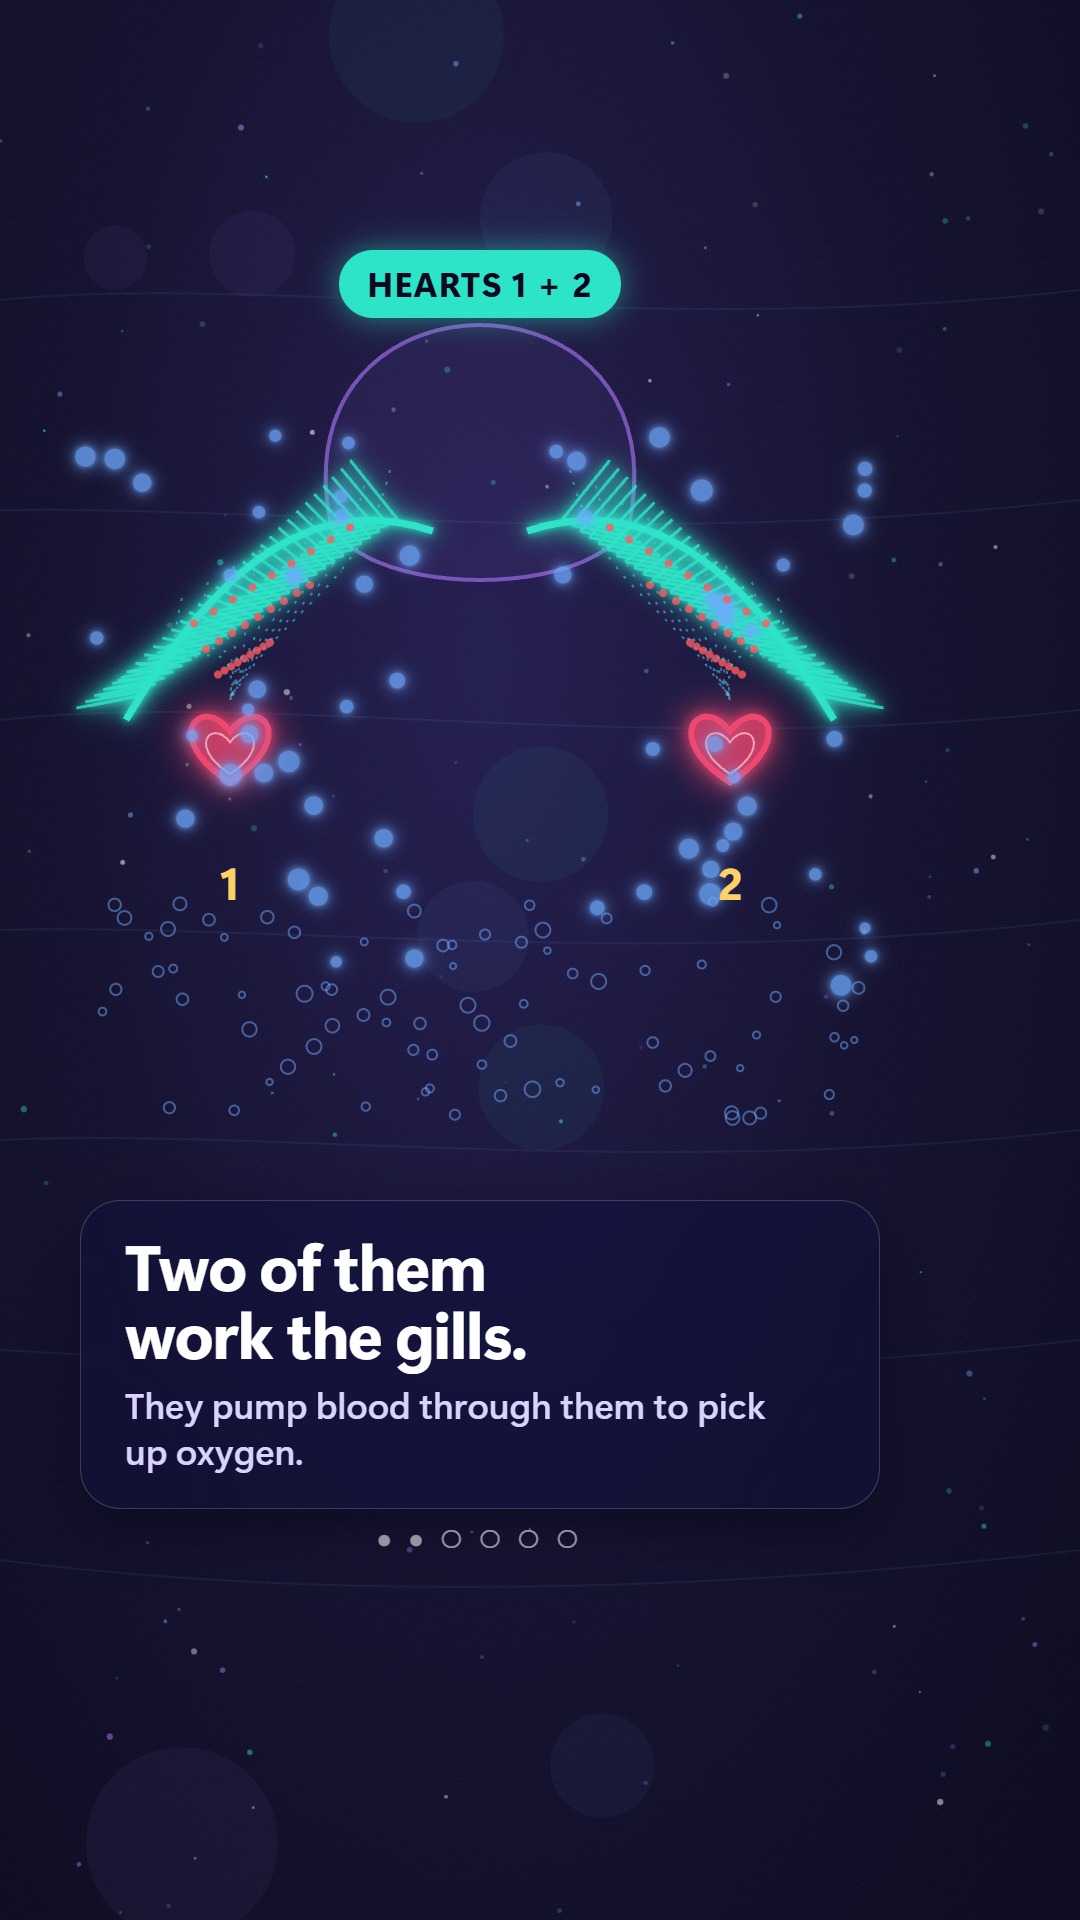 HEARTS 1 + 2
1
2
Two of them
work the gills.
They pump blood through them to pick
up oxygen.